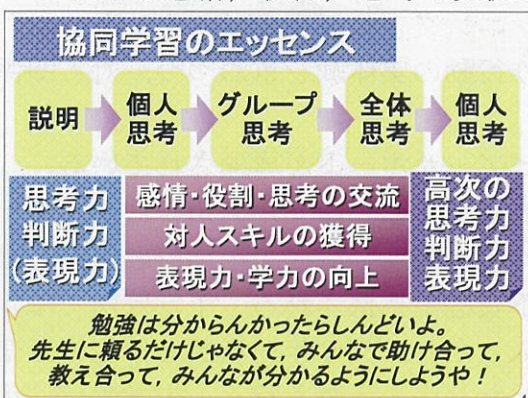 協同学習のエッセンス
説明
個人
思考
グループ
思考
全体
思考
個人
思考
思考力
判断力
(表現力)
感情・役割・思考の交流
対人スキルの獲得
表現力・学力の向上
高次の
思考力
判断力
表現力
勉強は分からんかったらしんどいよ。
先生に頼るだけじゃなくて，みんなで助け合って，
教え合って，みんなが分かるようにしようや！